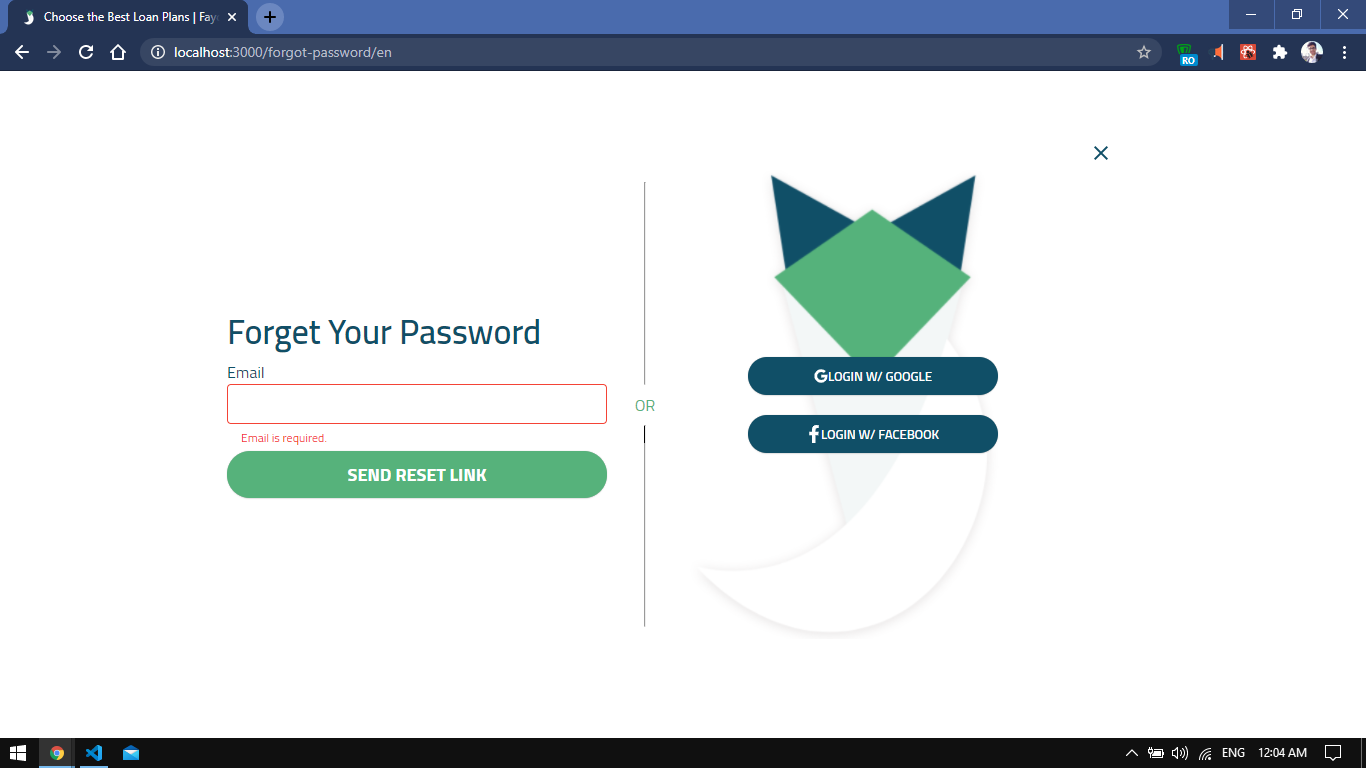 Choose the Best Loan Plans | Fay
localhost:3000/forgot-password/en
RO
Forget Your Password
Email
Email is required.
SEND RESET LINK
OR
LOGIN W/ GOOGLE
LOGIN W/ FACEBOOK
ENG
12:04 AM